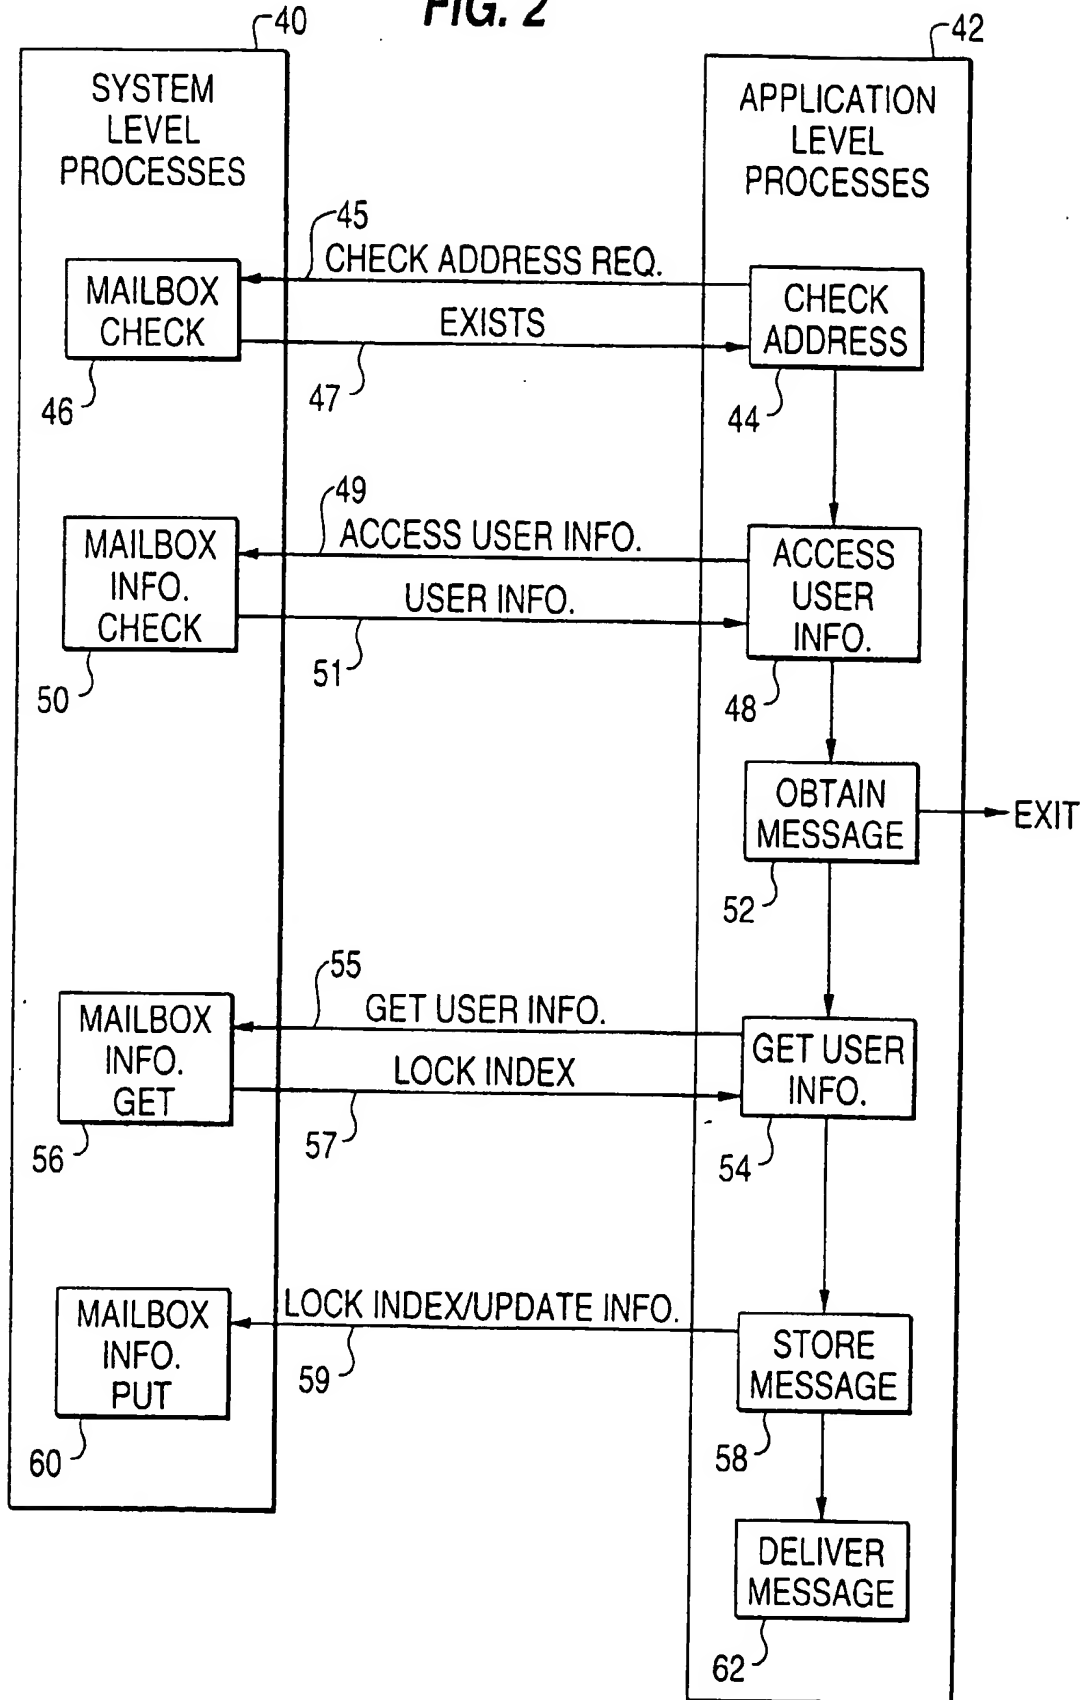 FIG. 2
40
42
SYSTEM
LEVEL
PROCESSES
APPLICATION
LEVEL
PROCESSES
45
CHECK ADDRESS REQ.
MAILBOX
CHECK
EXISTS
CHECK
ADDRESS
46
47
44
49
ACCESS USER INFO.
MAILBOX
INFO.
CHECK
USER INFO.
ACCESS
USER
INFO.
50
51
48
OBTAIN
MESSAGE
EXIT
52
55
GET USER INFO.
MAILBOX
INFO.
GET
LOCK INDEX
GET USER
INFO.
56
57
54
LOCK INDEX/UPDATE INFO.
MAILBOX
INFO.
PUT
59
STORE
MESSAGE
60
58
DELIVER
MESSAGE
62